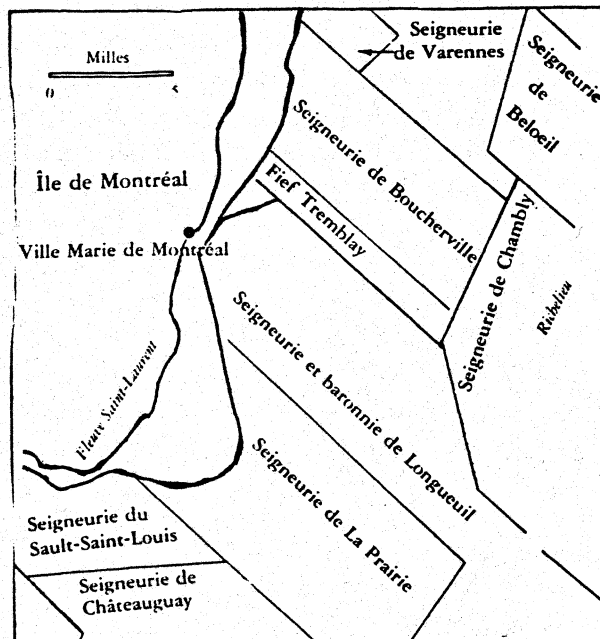 Milles
0 5
Seigneurie
de Varennes
Seigneurie
de
Beloeil
Île de Montréal
Seigneurie de Boucherville
Fief Tremblay
Ville Marie de Montréal
Seigneurie de Chambly
Richelieu
Fleuve Saint-Laurent
Seigneurie et baronnie de Longueuil
Seigneurie de La Prairie
Seigneurie du
Sault-Saint-Louis
Seigneurie de
Châteauguay